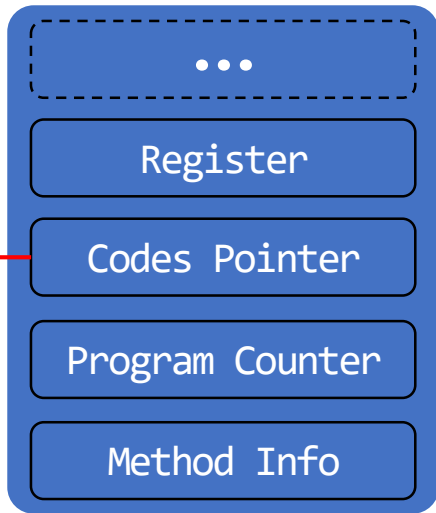 ...
Register
Codes Pointer
Program Counter
Method Info